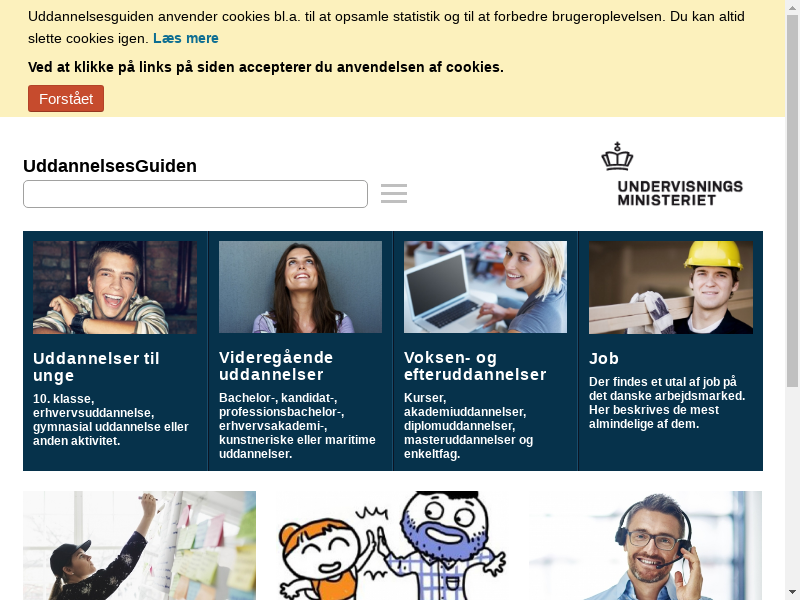 Uddannelsesguiden anvender cookies bl.a. til at opsamle statistik og til at forbedre brugeroplevelsen. Du kan altid
slette cookies igen. Læs mere
Ved at klikke på links på siden accepterer du anvendelsen af cookies.
Forstået
UddannelsesGuiden
UNDERVISNINGS
MINISTERIET
Uddannelser til
unge
10. klasse,
erhvervsuddannelse,
gymnasial uddannelse eller
anden aktivitet.
Videregående
uddannelser
Bachelor-, kandidat-,
professionsbachelor-,
erhvervsakademi-,
kunstneriske eller maritime
uddannelser.
Voksen- og
efteruddannelser
Kurser,
akademiuddannelser,
diplomuddannelser,
masteruddannelser og
enkeltfag.
Job
Der findes et utal af job på
det danske arbejdsmarked.
Her beskrives de mest
almindelige af dem.